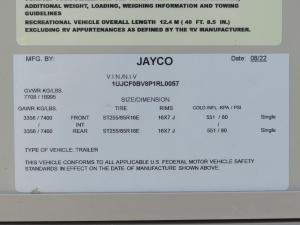 ADDITIONAL WEIGHT, LOADING, WEIGHING INFORMATION AND TOWING
GUIDELINES
RECREATIONAL VEHICLE OVERALL LENGTH 12.4 M ( 40 FT. 8.5 IN.)
EXCLUDING RV APPURTENANCES AS DEFINED BY THE RV MANUFACTURER.
MFG. BY: JAYCO DATE: 08/22
V.I.N./N.I.V
1UJCF0BV8P1RL0057
GVWR KG/LBS.
7708 / 16995 SIZE/DIMENSION
GAWR KG/LBS. TIRE RIMS COLD INFL. KPA / PSI
3356 / 7400 FRONT ST235/85R16E 16X7 J 551 / 80 Single
INT
3356 / 7400 REAR ST235/85R16E 16X7 J 551 / 80 Single
TYPE OF VEHICLE: TRAILER
THIS VEHICLE CONFORMS TO ALL APPLICABLE U.S. FEDERAL MOTOR VEHICLE SAFETY
STANDARDS IN EFFECT ON THE DATE OF MANUFACTURE SHOWN ABOVE.